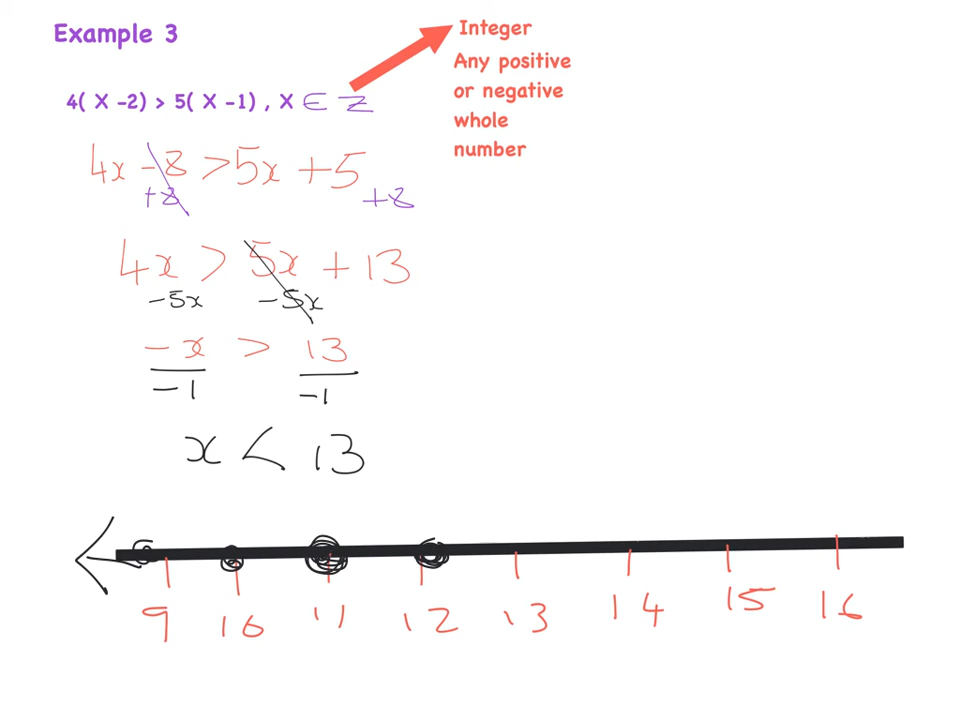 Example 3
Integer
Any positive
or negative
whole
number
4( X -2) > 5( X -1) , X ∈ Z
4x -8 > 5x +5
+8 +8
4x > 5x + 13
-5x -5x
-x > 13
-1 -1
x < 13
9 10 11 12 13 14 15 16